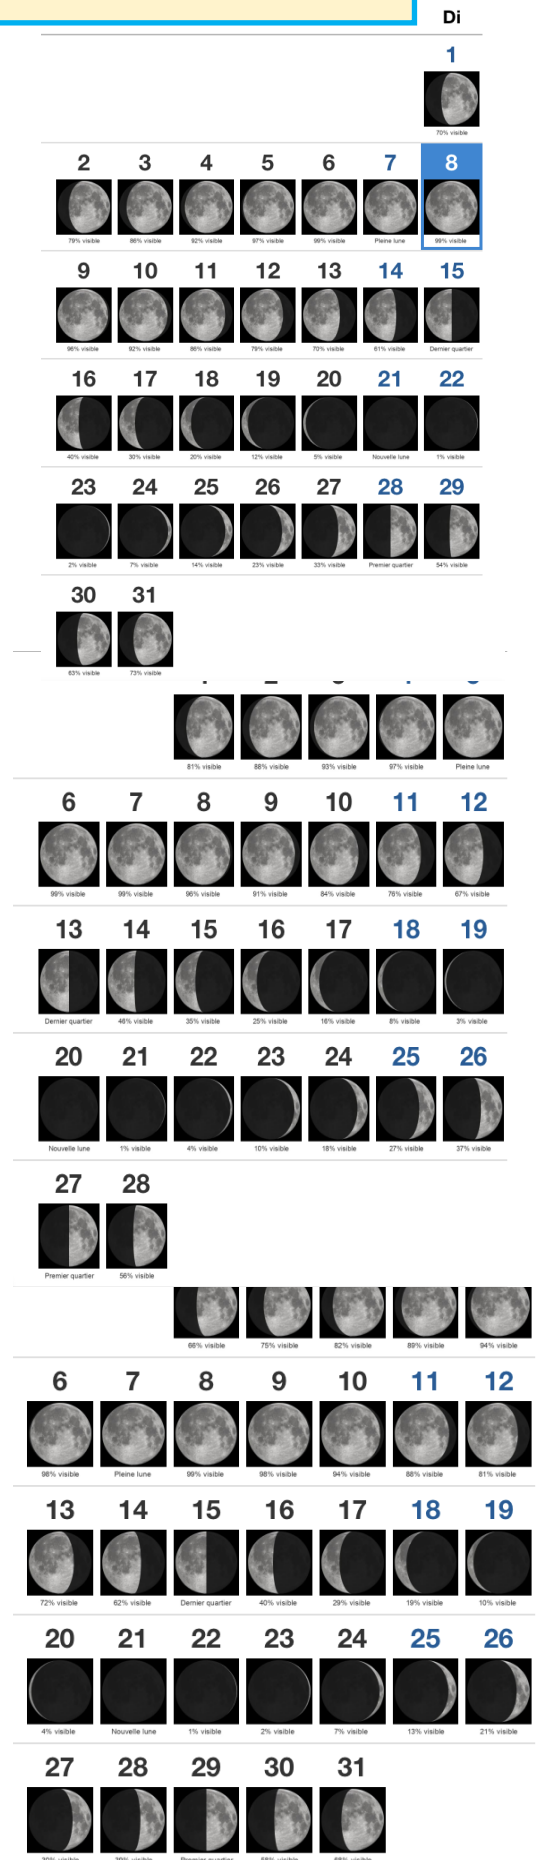 Di
1
70% visible
2 3 4 5 6 7 8
79% visible 86% visible 92% visible 97% visible 99% visible Pleine lune 99% visible
9 10 11 12 13 14 15
96% visible 92% visible 86% visible 79% visible 70% visible 61% visible Dernier quartier
16 17 18 19 20 21 22
40% visible 30% visible 20% visible 12% visible 5% visible Nouvelle lune 1% visible
23 24 25 26 27 28 29
2% visible 7% visible 14% visible 23% visible 33% visible Premier quartier 54% visible
30 31
63% visible 73% visible
81% visible 88% visible 93% visible 97% visible Pleine lune
6 7 8 9 10 11 12
99% visible 99% visible 96% visible 91% visible 84% visible 76% visible 67% visible
13 14 15 16 17 18 19
Dernier quartier 46% visible 35% visible 25% visible 16% visible 8% visible 3% visible
20 21 22 23 24 25 26
Nouvelle lune 1% visible 4% visible 10% visible 18% visible 27% visible 37% visible
27 28
Premier quartier 56% visible
66% visible 75% visible 82% visible 89% visible 94% visible
6 7 8 9 10 11 12
98% visible Pleine lune 99% visible 98% visible 94% visible 88% visible 81% visible
13 14 15 16 17 18 19
72% visible 62% visible Dernier quartier 40% visible 29% visible 19% visible 10% visible
20 21 22 23 24 25 26
4% visible Nouvelle lune 1% visible 2% visible 7% visible 13% visible 21% visible
27 28 29 30 31